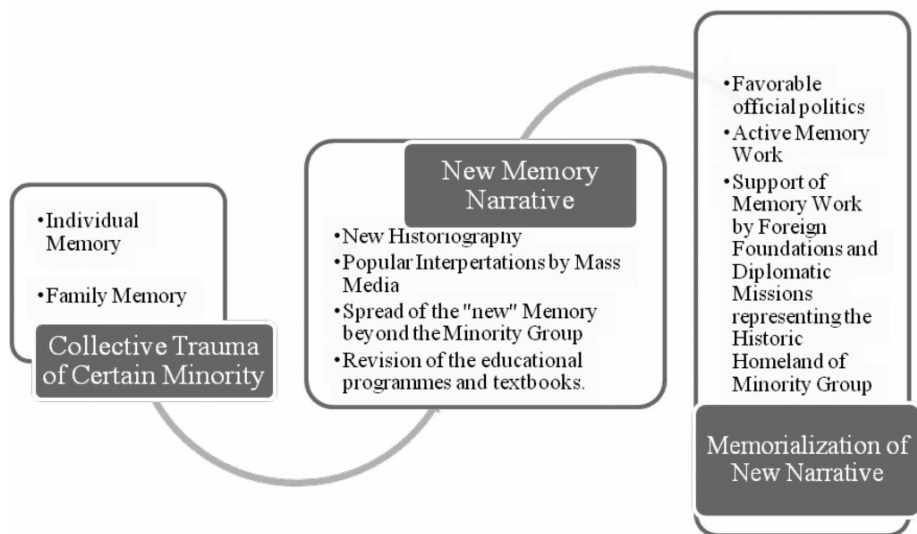 •Individual
Memory
•Family Memory
Collective Trauma
of Certain Minority
New Memory
Narrative
•New Historiography
•Popular Interpertations by Mass
Media
•Spread of the "new" Memory
beyond the Minority Group
•Revision of the educational
programmes and textbooks.
•Favorable
official politics
•Active Memory
Work
•Support of
Memory Work
by Foreign
Foundations and
Diplomatic
Missions
representing the
Historic
Homeland of
Minority Group
Memorialization of
New Narrative